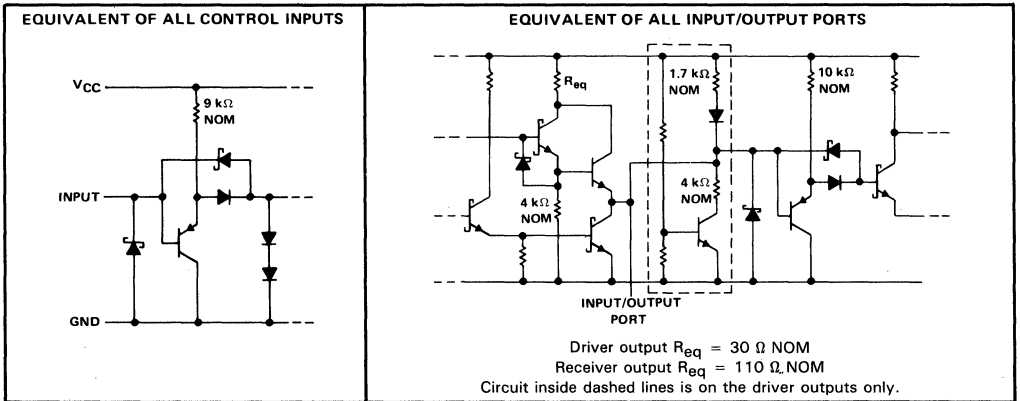 EQUIVALENT OF ALL CONTROL INPUTS
VCC
9 kΩ
NOM
INPUT
GND
EQUIVALENT OF ALL INPUT/OUTPUT PORTS
Req
1.7 kΩ
NOM
10 kΩ
NOM
4 kΩ
NOM
4 kΩ
NOM
INPUT/OUTPUT
PORT
Driver output Req = 30 Ω NOM
Receiver output Req = 110 Ω NOM
Circuit inside dashed lines is on the driver outputs only.